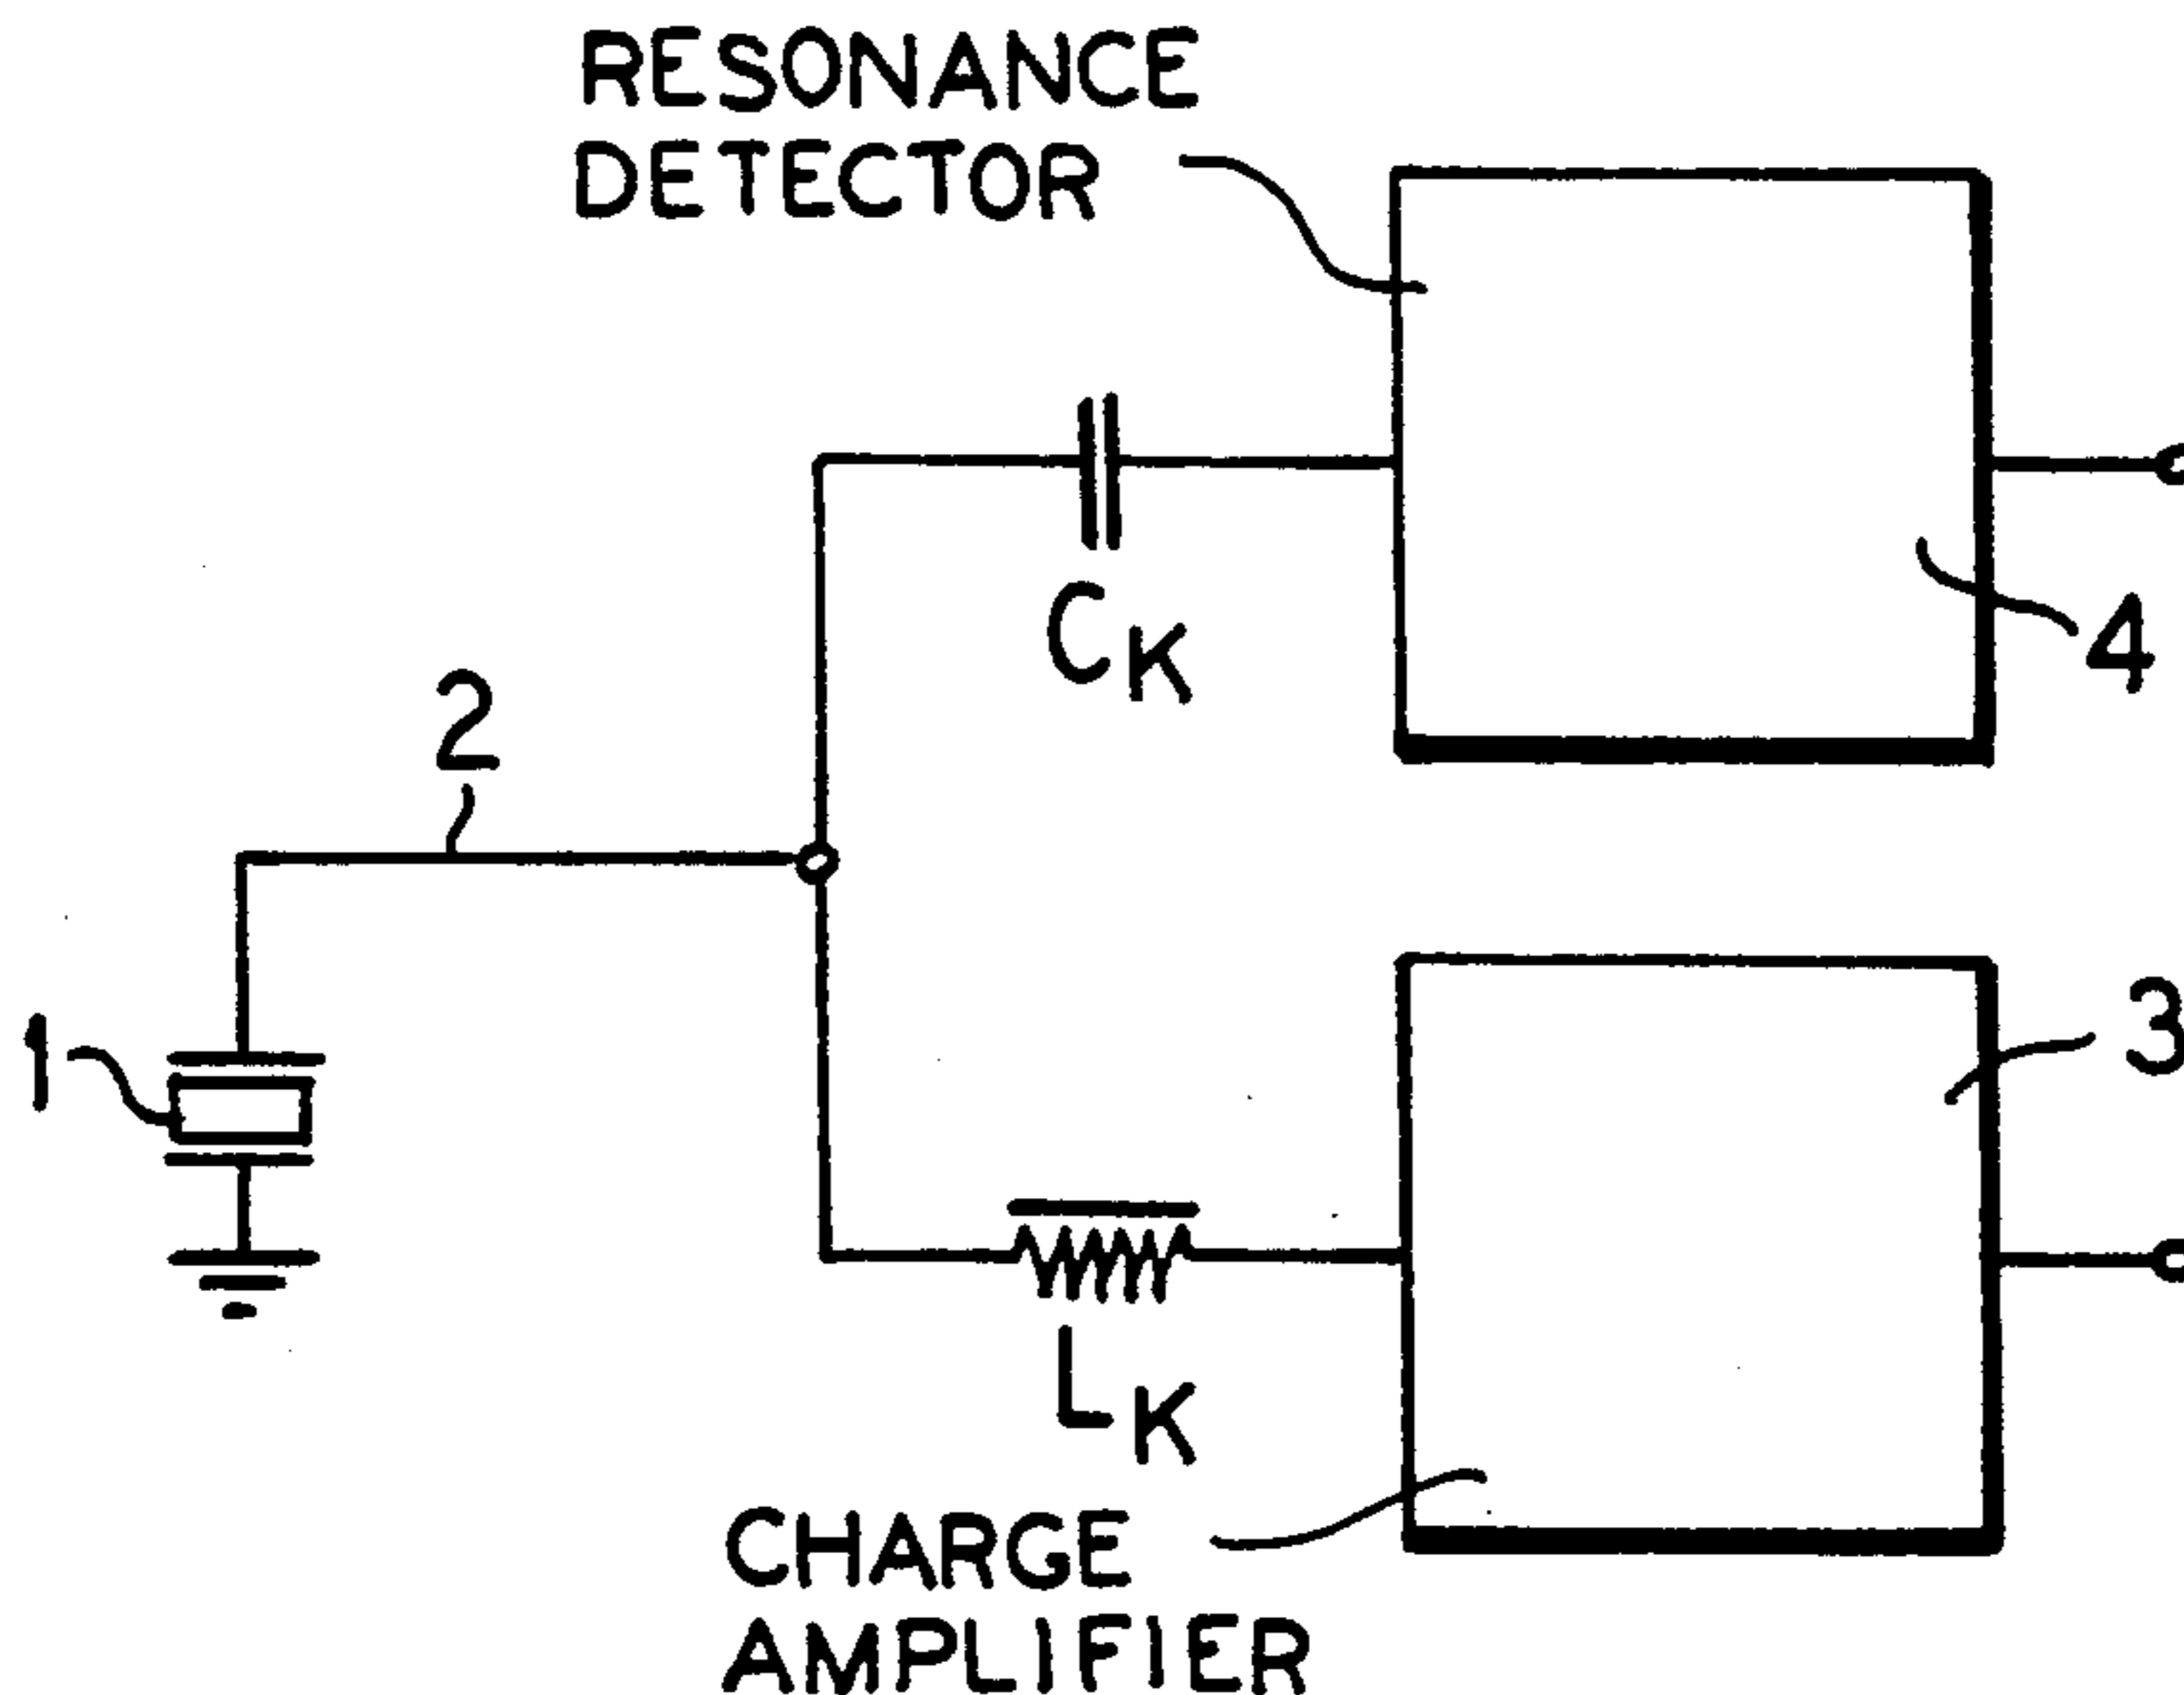 RESONANCE
DETECTOR
C_K
4
2
3
1
L_K
CHARGE
AMPLIFIER